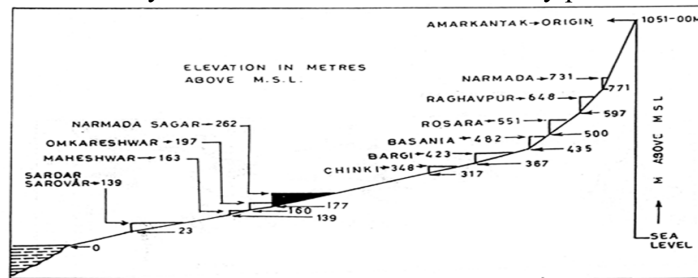 AMARKANTAK→ORIGIN
1051-00M
ELEVATION IN METRES
ABOVE M.S.L.
NARMADA→731
771
RAGHAVPUR→648
597
NARMADA SAGAR→262
ROSARA→551
500
OMKARESHWAR→197
BASANIA→482
435
MAHESHWAR→163
BARGI→423
367
CHINKI→348
317
SARDAR
SAROVAR→139
177
160
139
23
0
M ABOVE MSL
SEA
LEVEL